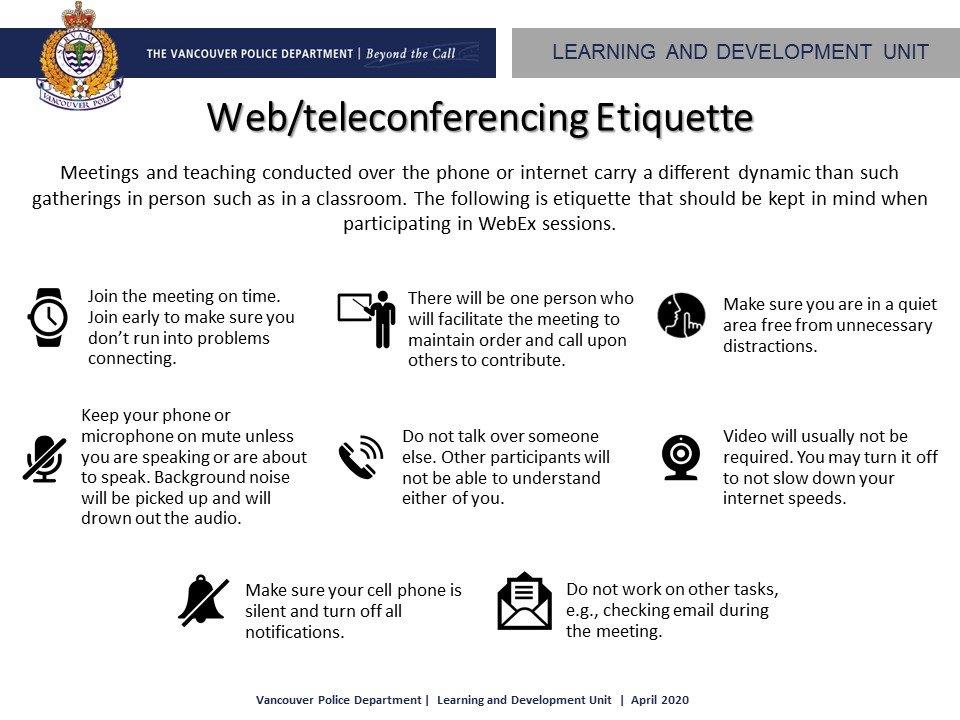 THE VANCOUVER POLICE DEPARTMENT | Beyond the Call
LEARNING AND DEVELOPMENT UNIT
VANCOUVER POLICE
Web/teleconferencing Etiquette
Meetings and teaching conducted over the phone or internet carry a different dynamic than such
gatherings in person such as in a classroom. The following is etiquette that should be kept in mind when
participating in WebEx sessions.
Join the meeting on time.
Join early to make sure you
don’t run into problems
connecting.
There will be one person who
will facilitate the meeting to
maintain order and call upon
others to contribute.
Make sure you are in a quiet
area free from unnecessary
distractions.
Keep your phone or
microphone on mute unless
you are speaking or are about
to speak. Background noise
will be picked up and will
drown out the audio.
Do not talk over someone
else. Other participants will
not be able to understand
either of you.
Video will usually not be
required. You may turn it off
to not slow down your
internet speeds.
Make sure your cell phone is
silent and turn off all
notifications.
Do not work on other tasks,
e.g., checking email during
the meeting.
Vancouver Police Department | Learning and Development Unit | April 2020